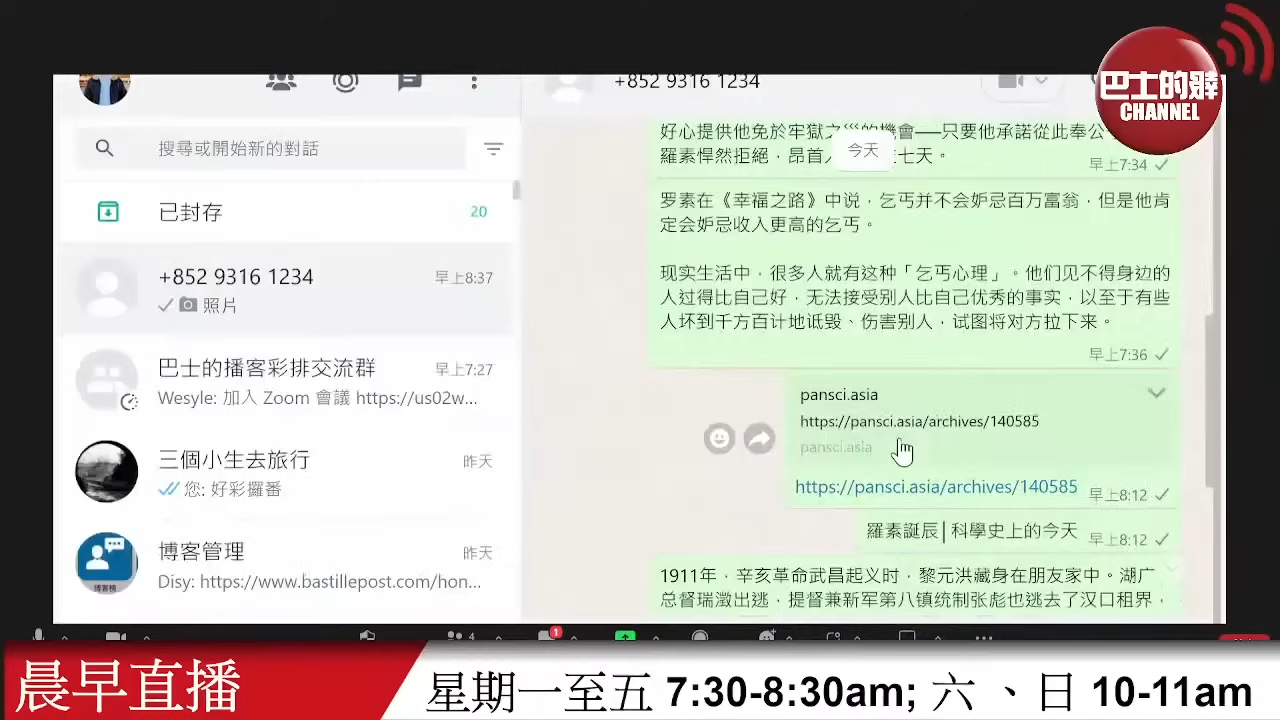 巴士的報
CHANNEL
+852 9316 1234
搜尋或開始新的對話
已封存
20
+852 9316 1234
早上8:37
照片
巴士的播客彩排交流群
早上7:27
Wesyle: 加入 Zoom 會議 https://us02w...
三個小生去旅行
昨天
您: 好彩攞番
博客管理
昨天
Disy: https://www.bastillepost.com/hon...
好心提供他免於牢獄之災的機會──只要他承諾從此奉公
今天
羅素悍然拒絕，昂首
七天。
早上7:34
罗素在《幸福之路》中说，乞丐并不会妒忌百万富翁，但是他肯
定会妒忌收入更高的乞丐。
现实生活中，很多人就有这种「乞丐心理」。他们见不得身边的
人过得比自己好，无法接受别人比自己优秀的事实，以至于有些
人坏到千方百计地诋毁、伤害别人，试图将对方拉下来。
早上7:36
pansci.asia
https://pansci.asia/archives/140585
pansci.asia
https://pansci.asia/archives/140585
早上8:12
羅素誕辰│科學史上的今天
早上8:12
1911年，辛亥革命武昌起义时，黎元洪藏身在朋友家中。湖广
总督瑞澂出逃，提督兼新军第八镇统制张彪也逃去了汉口租界，
4
1
晨早直播
星期一至五 7:30-8:30am; 六 、日 10-11am